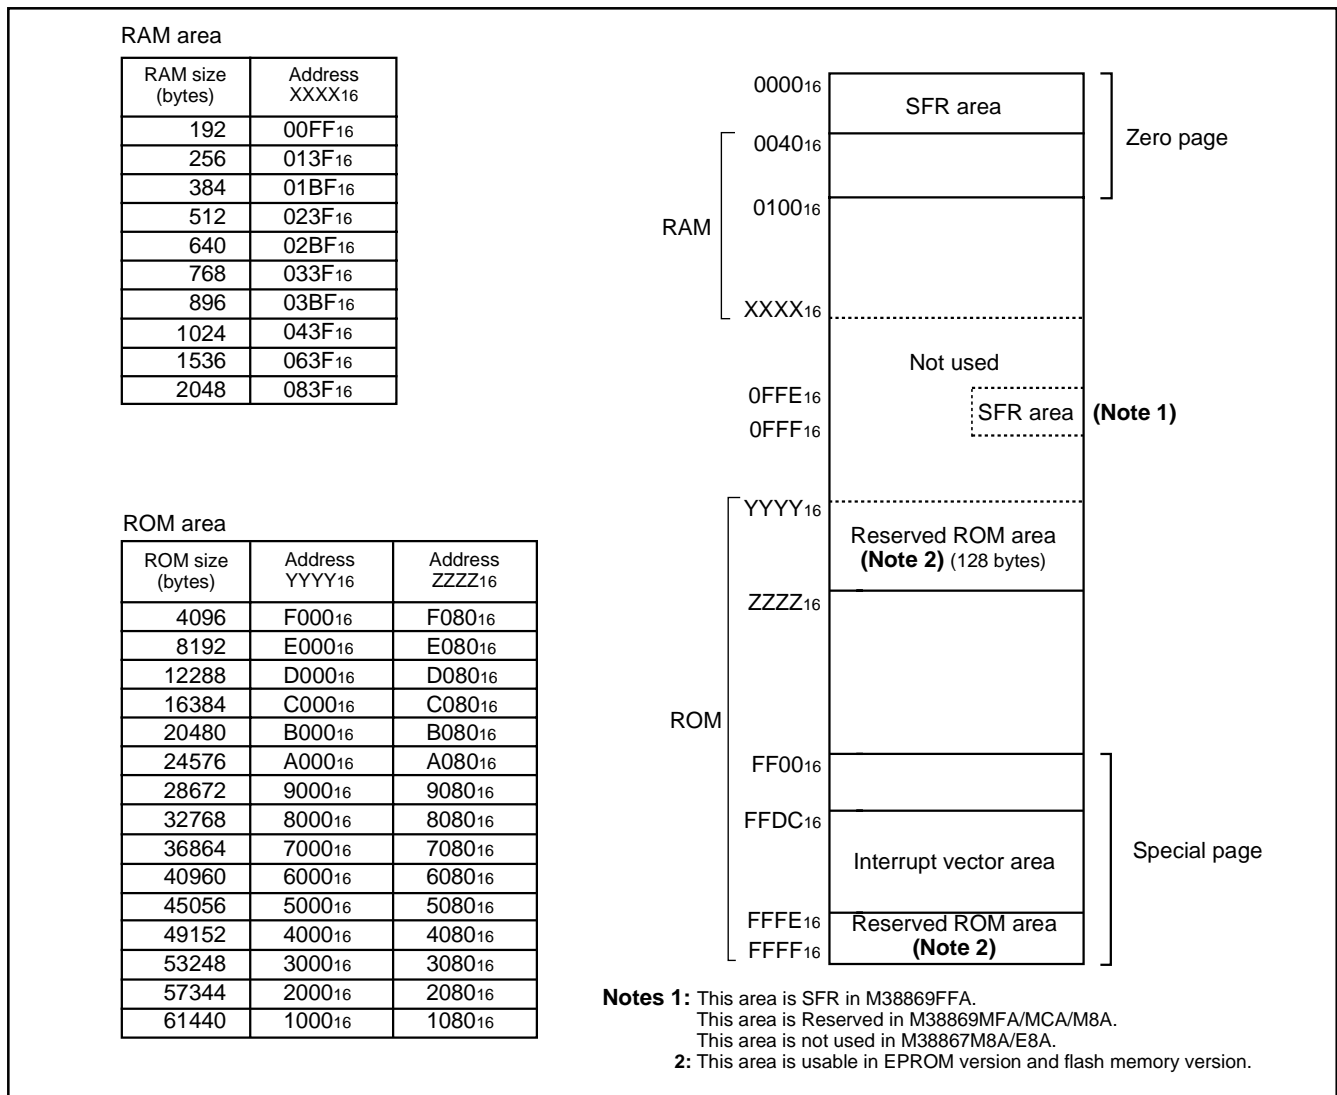 RAM area
RAM size (bytes) Address XXXX16
192 00FF16
256 013F16
384 01BF16
512 023F16
640 02BF16
768 033F16
896 03BF16
1024 043F16
1536 063F16
2048 083F16
ROM area
ROM size (bytes) Address YYYY16 Address ZZZZ16
4096 F00016 F08016
8192 E00016 E08016
12288 D00016 D08016
16384 C00016 C08016
20480 B00016 B08016
24576 A00016 A08016
28672 900016 908016
32768 800016 808016
36864 700016 708016
40960 600016 608016
45056 500016 508016
49152 400016 408016
53248 300016 308016
57344 200016 208016
61440 100016 108016
000016
SFR area
Zero page
004016
010016
RAM
XXXX16
Not used
0FFE16
SFR area (Note 1)
0FFF16
YYYY16
Reserved ROM area
(Note 2) (128 bytes)
ZZZZ16
ROM
FF0016
FFDC16
Interrupt vector area
Special page
FFFE16
Reserved ROM area
FFFF16
(Note 2)
Notes 1: This area is SFR in M38869FFA.
This area is Reserved in M38869MFA/MCA/M8A.
This area is not used in M38867M8A/E8A.
2: This area is usable in EPROM version and flash memory version.